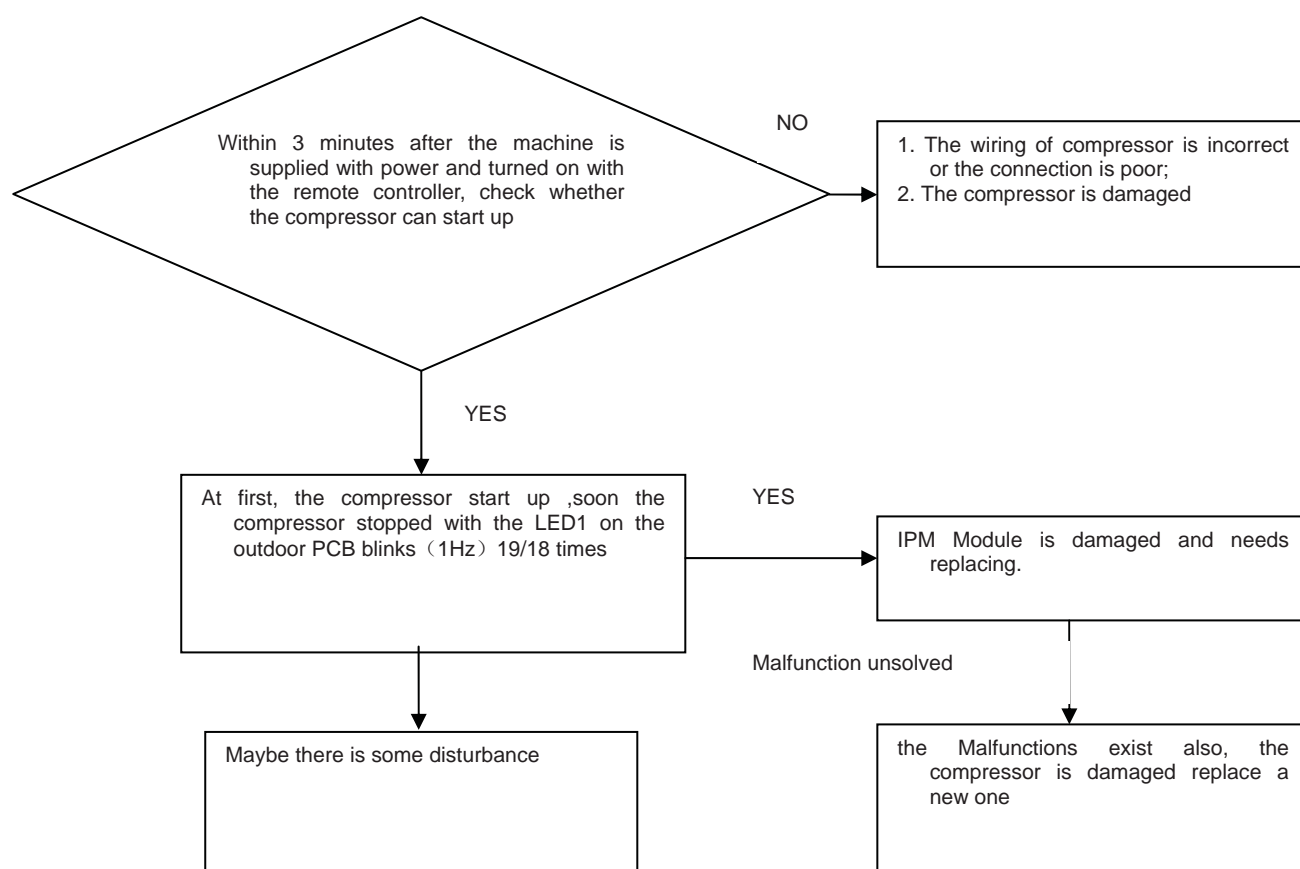 Within 3 minutes after the machine is
supplied with power and turned on with
the remote controller, check whether
the compressor can start up
NO
1. The wiring of compressor is incorrect
or the connection is poor;
2. The compressor is damaged
YES
At first, the compressor start up ,soon the
compressor stopped with the LED1 on the
outdoor PCB blinks（1Hz）19/18 times
YES
IPM Module is damaged and needs
replacing.
Malfunction unsolved
Maybe there is some disturbance
the Malfunctions exist also, the
compressor is damaged replace a
new one